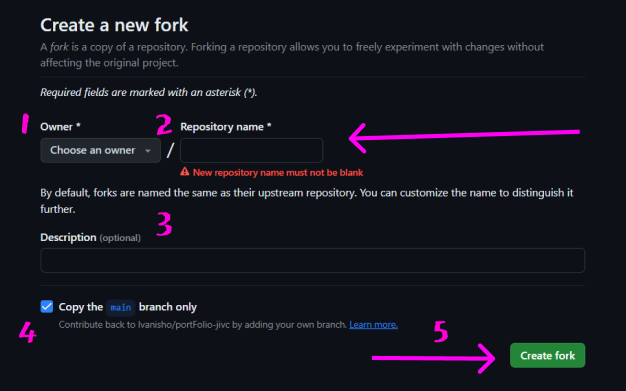 Create a new fork
A fork is a copy of a repository. Forking a repository allows you to freely experiment with changes without
affecting the original project.
Required fields are marked with an asterisk (*).
1 Owner * 2 Repository name *
Choose an owner / 
New repository name must not be blank
By default, forks are named the same as their upstream repository. You can customize the name to distinguish it
further.
3
Description (optional)
Copy the main branch only
4 Contribute back to Ivanisho/portFolio-jivc by adding your own branch. Learn more. 5
Create fork